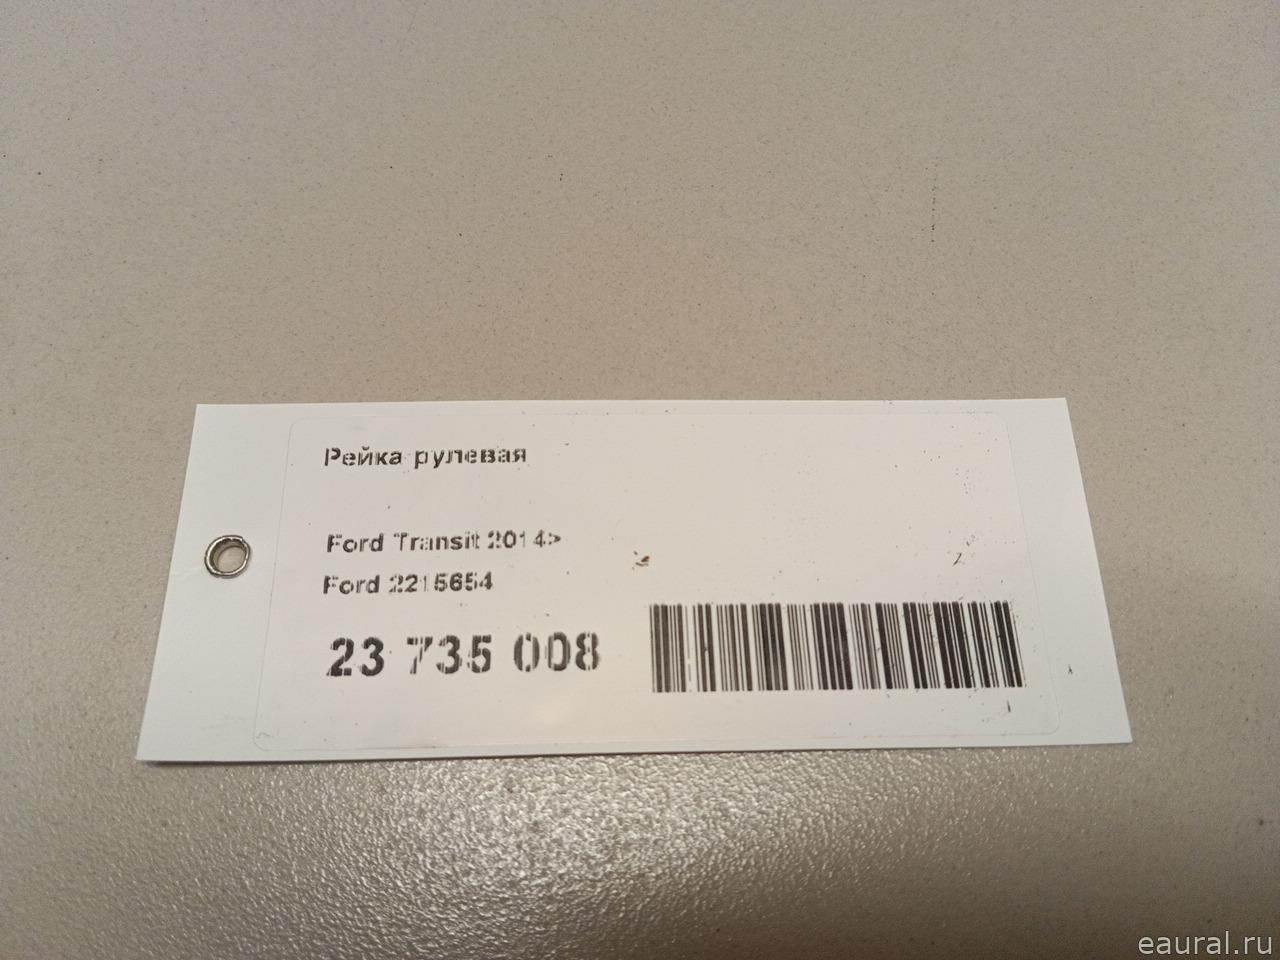 Рейка рулевая
Ford Transit 2014>
Ford 2215654
23 735 008
eaural.ru